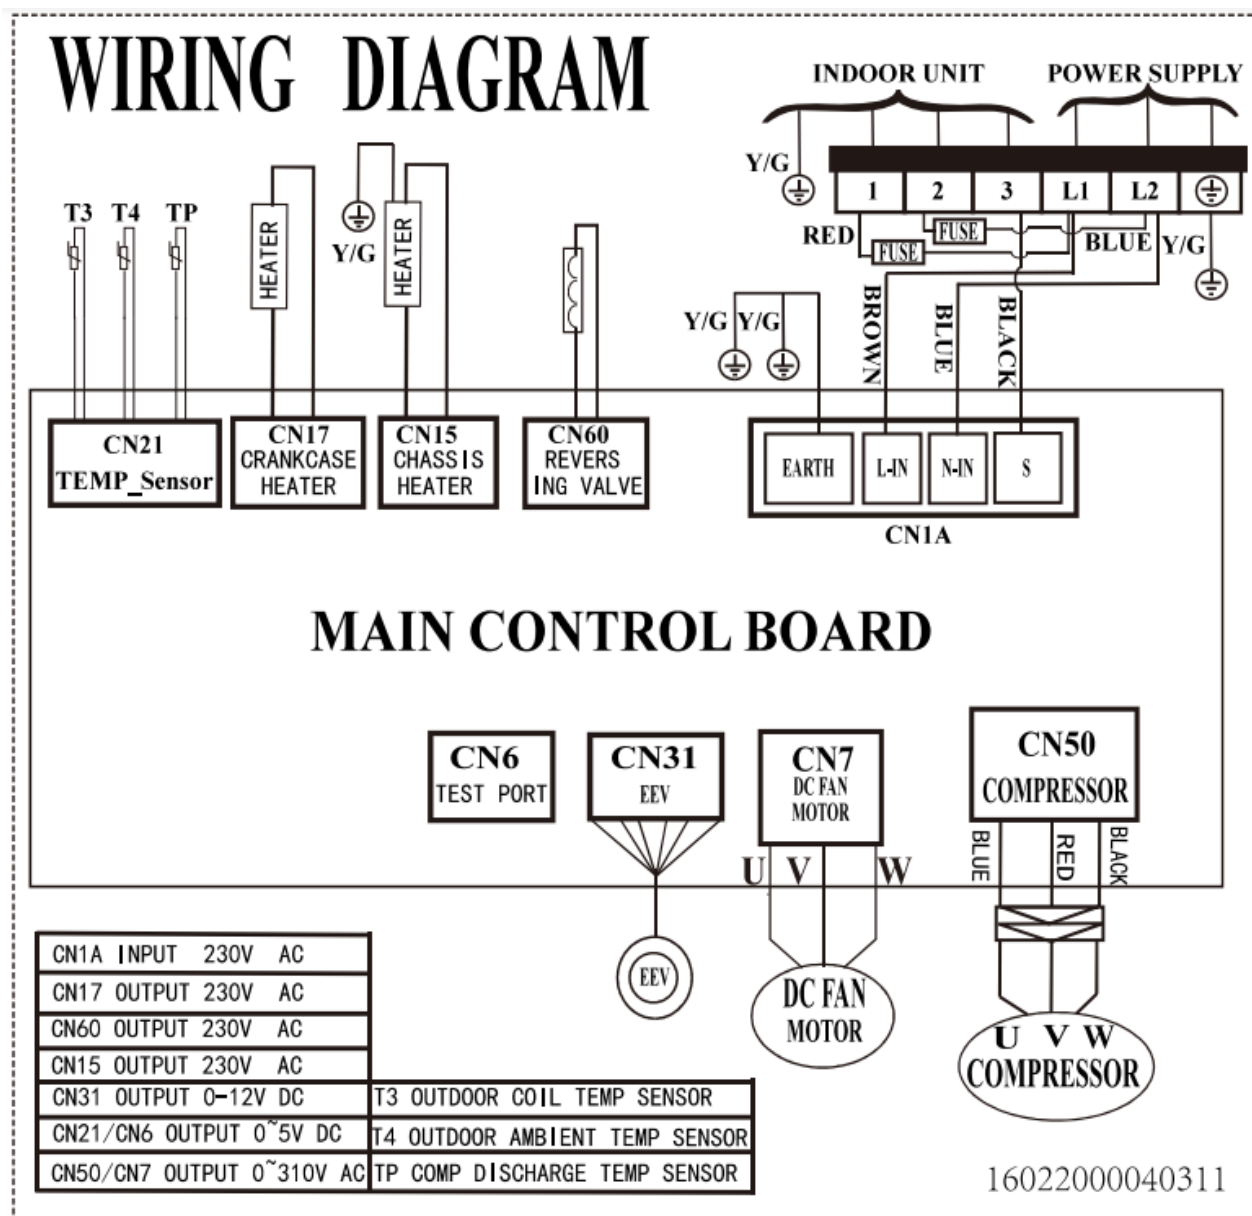 WIRING DIAGRAM
INDOOR UNIT
POWER SUPPLY
Y/G
1
2
3
L1
L2
RED
FUSE
FUSE
BLUE
Y/G
T3
T4
TP
HEATER
Y/G
HEATER
Y/G
Y/G
BROWN
BLUE
BLACK
CN21
TEMP_Sensor
CN17
CRANKCASE
HEATER
CN15
CHASSIS
HEATER
CN60
REVERS
ING VALVE
EARTH
L-IN
N-IN
S
CN1A
MAIN CONTROL BOARD
CN6
TEST PORT
CN31
EEV
CN7
DC FAN
MOTOR
CN50
COMPRESSOR
U
V
W
BLUE
RED
BLACK
EEV
DC FAN
MOTOR
U V W
COMPRESSOR
CN1A INPUT 230V AC
CN17 OUTPUT 230V AC
CN60 OUTPUT 230V AC
CN15 OUTPUT 230V AC
CN31 OUTPUT 0-12V DC
T3 OUTDOOR COIL TEMP SENSOR
CN21/CN6 OUTPUT 0~5V DC
T4 OUTDOOR AMBIENT TEMP SENSOR
CN50/CN7 OUTPUT 0~310V AC
TP COMP DISCHARGE TEMP SENSOR
16022000040311